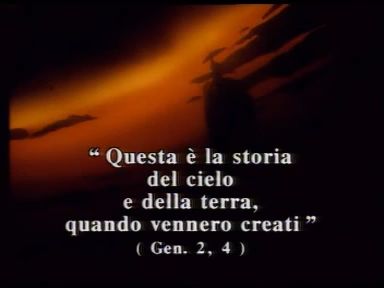 “ Questa è la storia
del cielo
e della terra,
quando vennero creati ”
( Gen. 2, 4 )